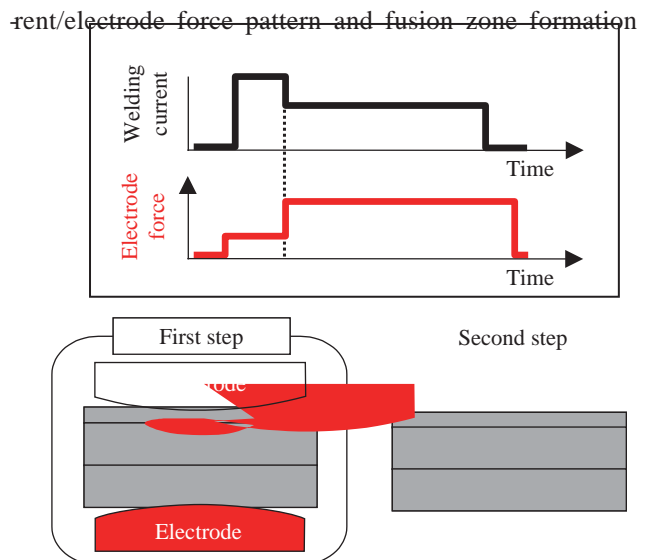 -rent/electrode force pattern and fusion zone formation
Welding
current
Time
Electrode
force
Time
First step
Second step
Electrode